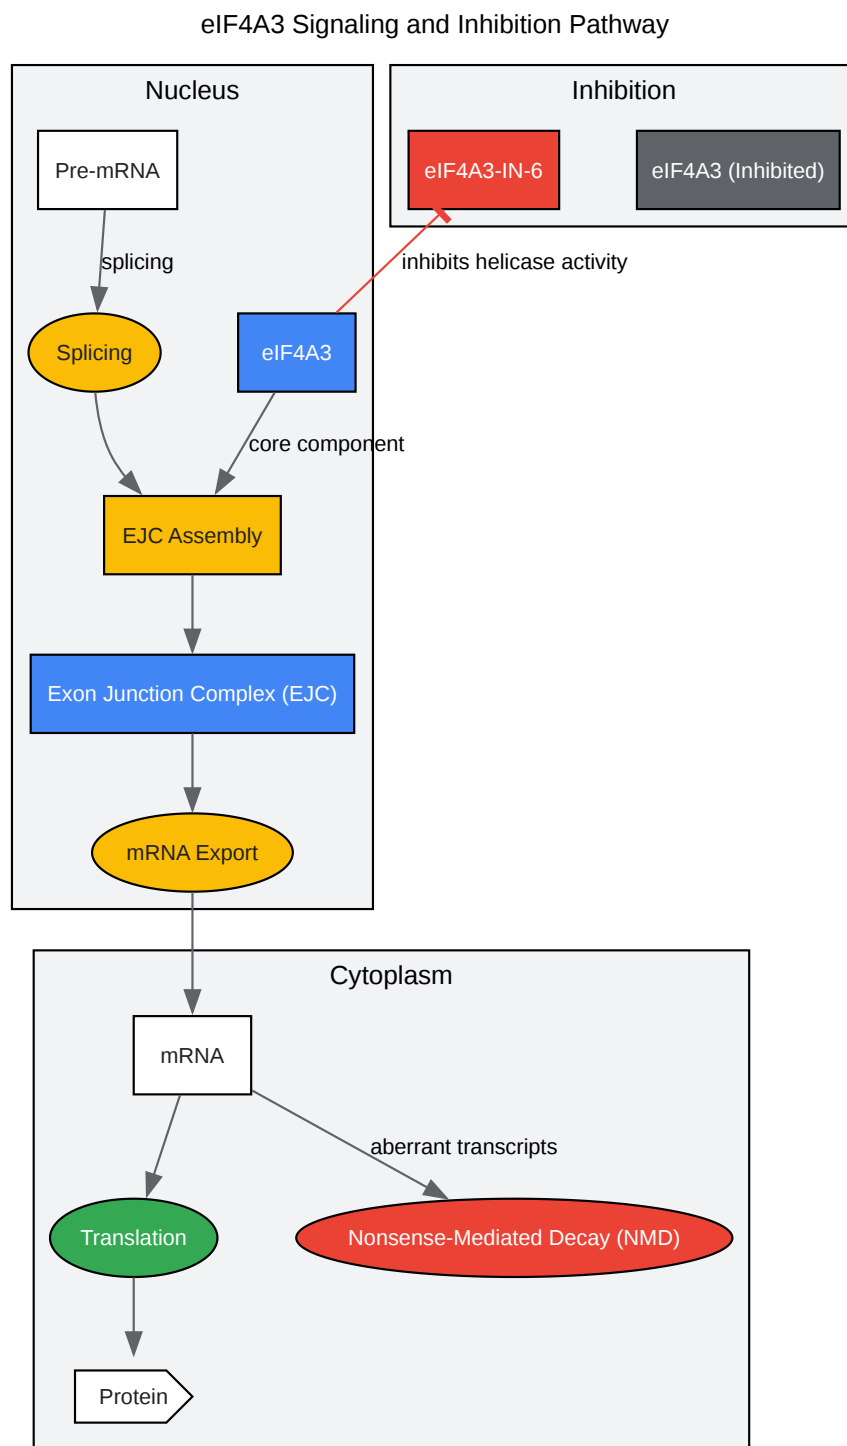 eIF4A3 Signaling and Inhibition Pathway
Nucleus
Inhibition
Pre-mRNA
eIF4A3-IN-6
eIF4A3 (Inhibited)
splicing
inhibits helicase activity
Splicing
eIF4A3
core component
EJC Assembly
Exon Junction Complex (EJC)
mRNA Export
Cytoplasm
mRNA
aberrant transcripts
Translation
Nonsense-Mediated Decay (NMD)
Protein